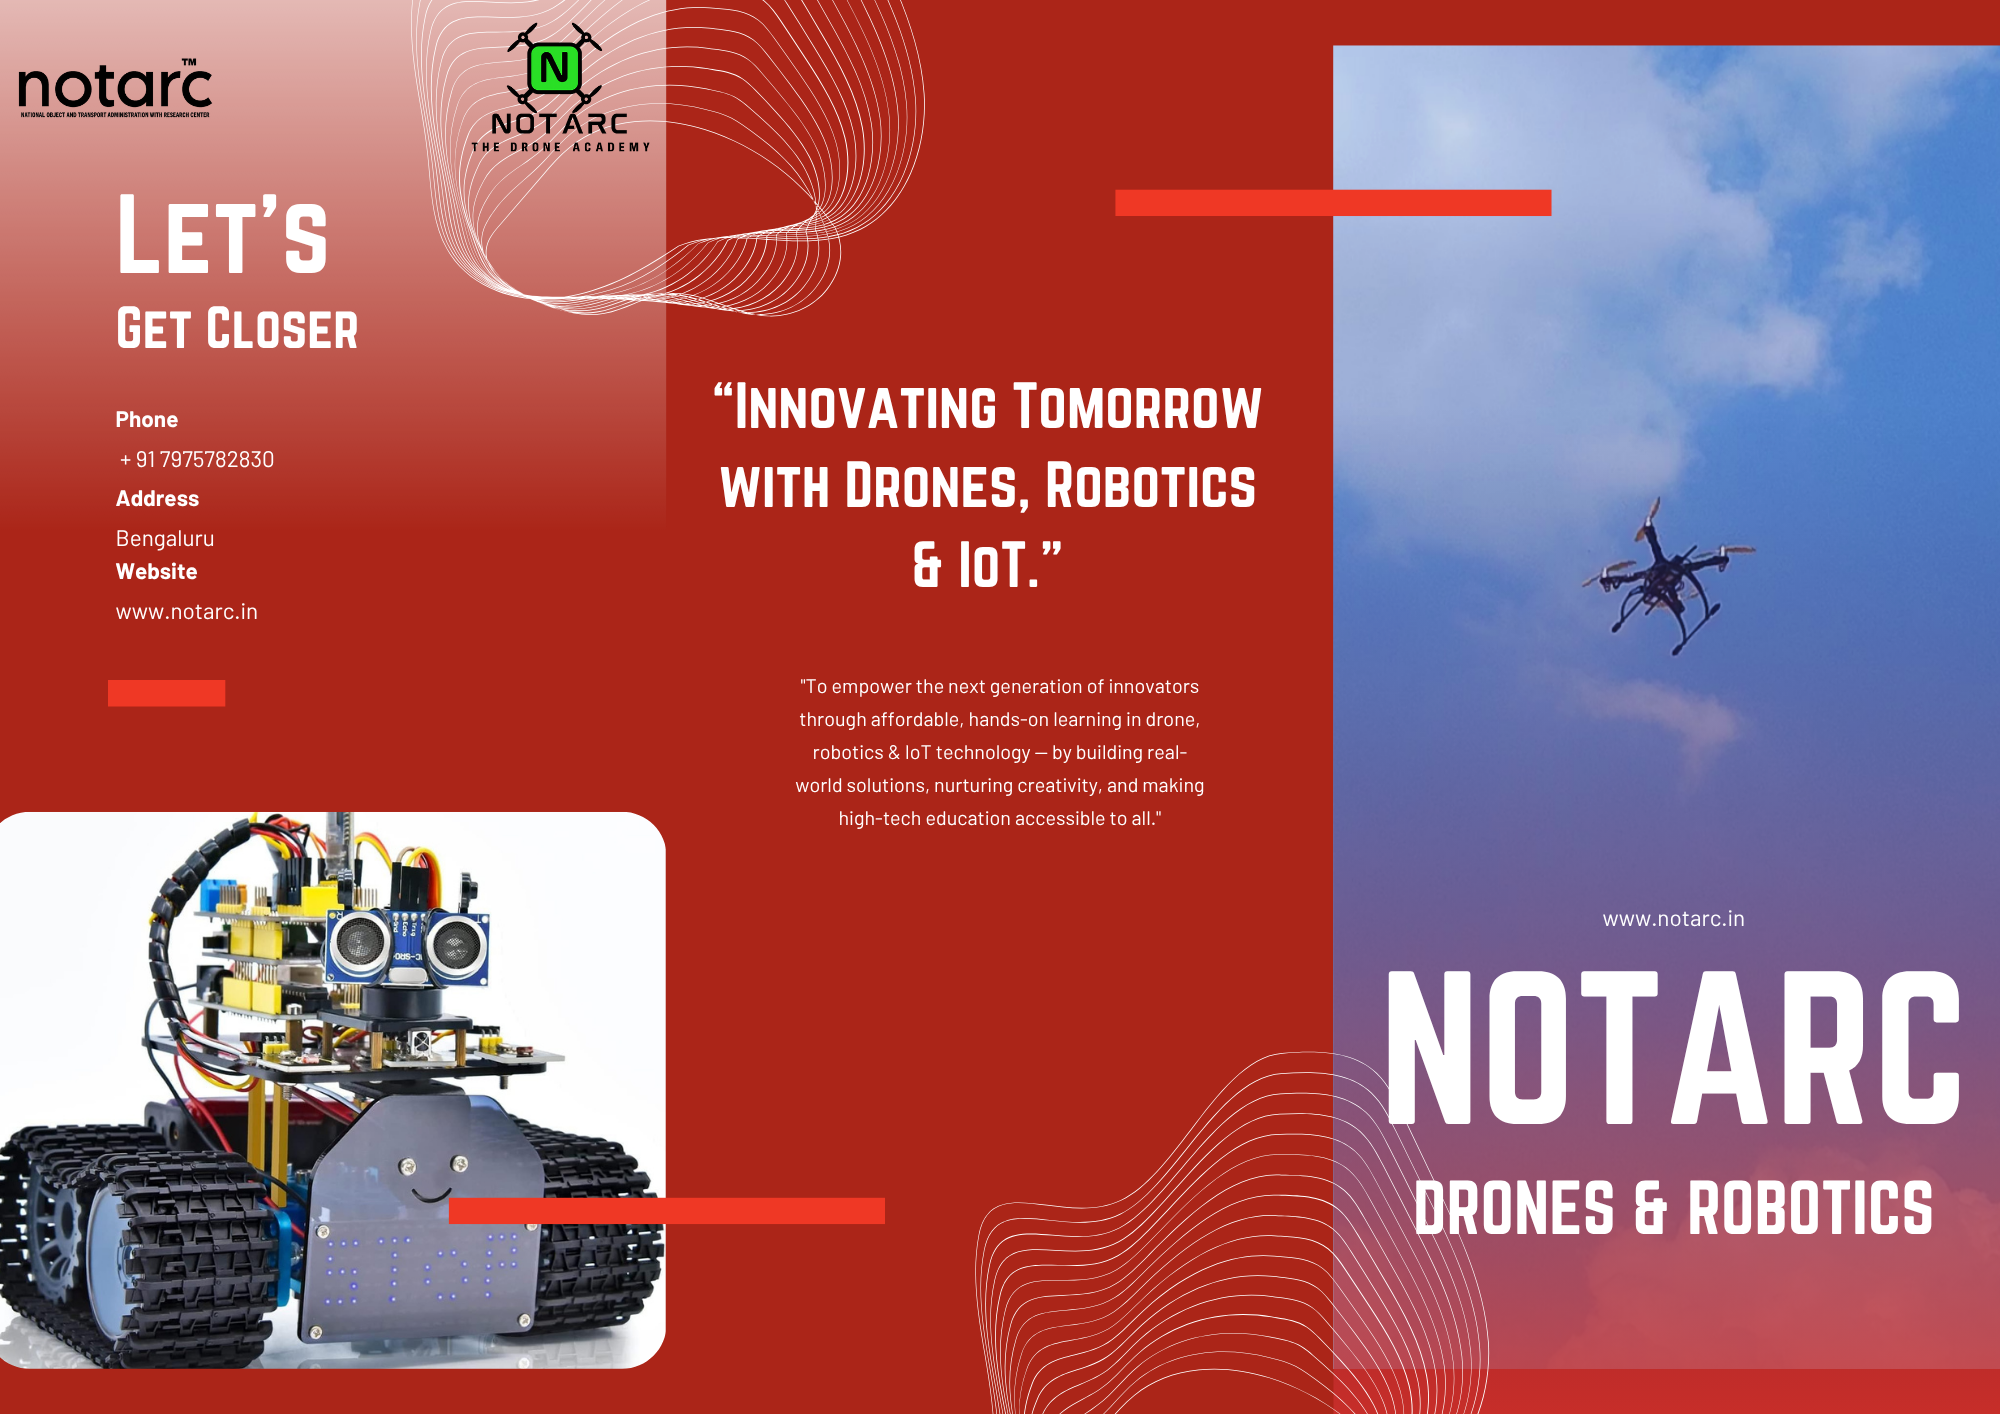 notarc™
NATIONAL OBJECT AND TRANSPORT ADMINISTRATION WITH RESEARCH CENTER
N
NOTARC
THE DRONE ACADEMY
LET'S
GET CLOSER
Phone
+ 91 7975782830
Address
Bengaluru
Website
www.notarc.in
“INNOVATING TOMORROW
WITH DRONES, ROBOTICS
& IOT.”
"To empower the next generation of innovators
through affordable, hands-on learning in drone,
robotics & IoT technology — by building real-
world solutions, nurturing creativity, and making
high-tech education accessible to all."
www.notarc.in
NOTARC
DRONES & ROBOTICS